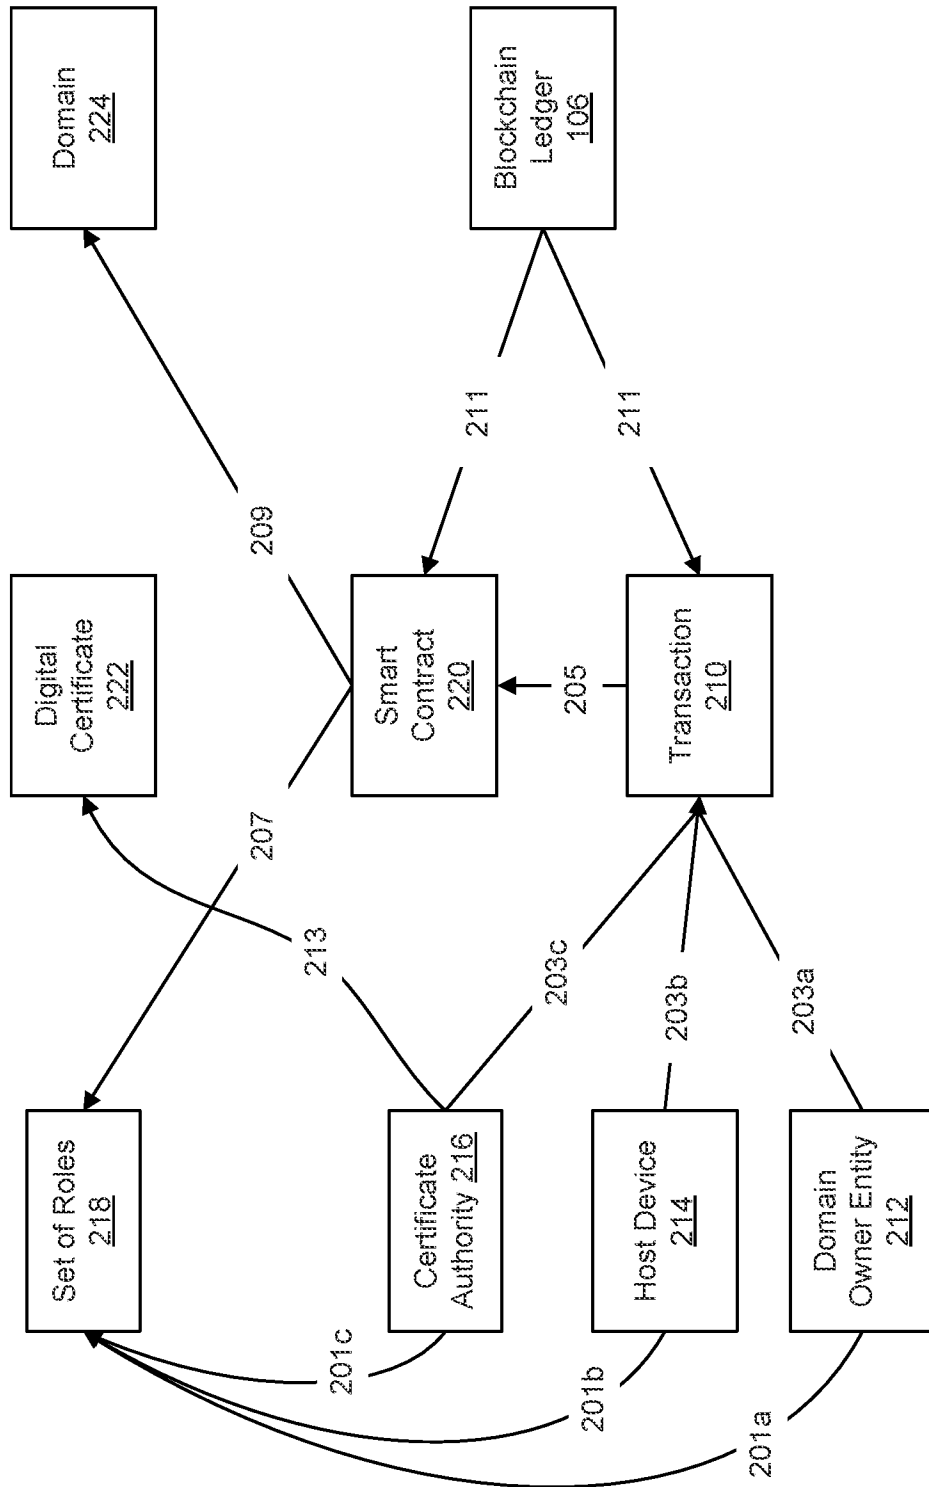 Set of Roles
218
Digital
Certificate
222
Domain
224
207
209
213
201c
Certificate
Authority 216
Smart
Contract
220
211
203c
Blockchain
Ledger
106
201b
205
Host Device
214
203b
211
Transaction
210
201a
203a
Domain
Owner Entity
212